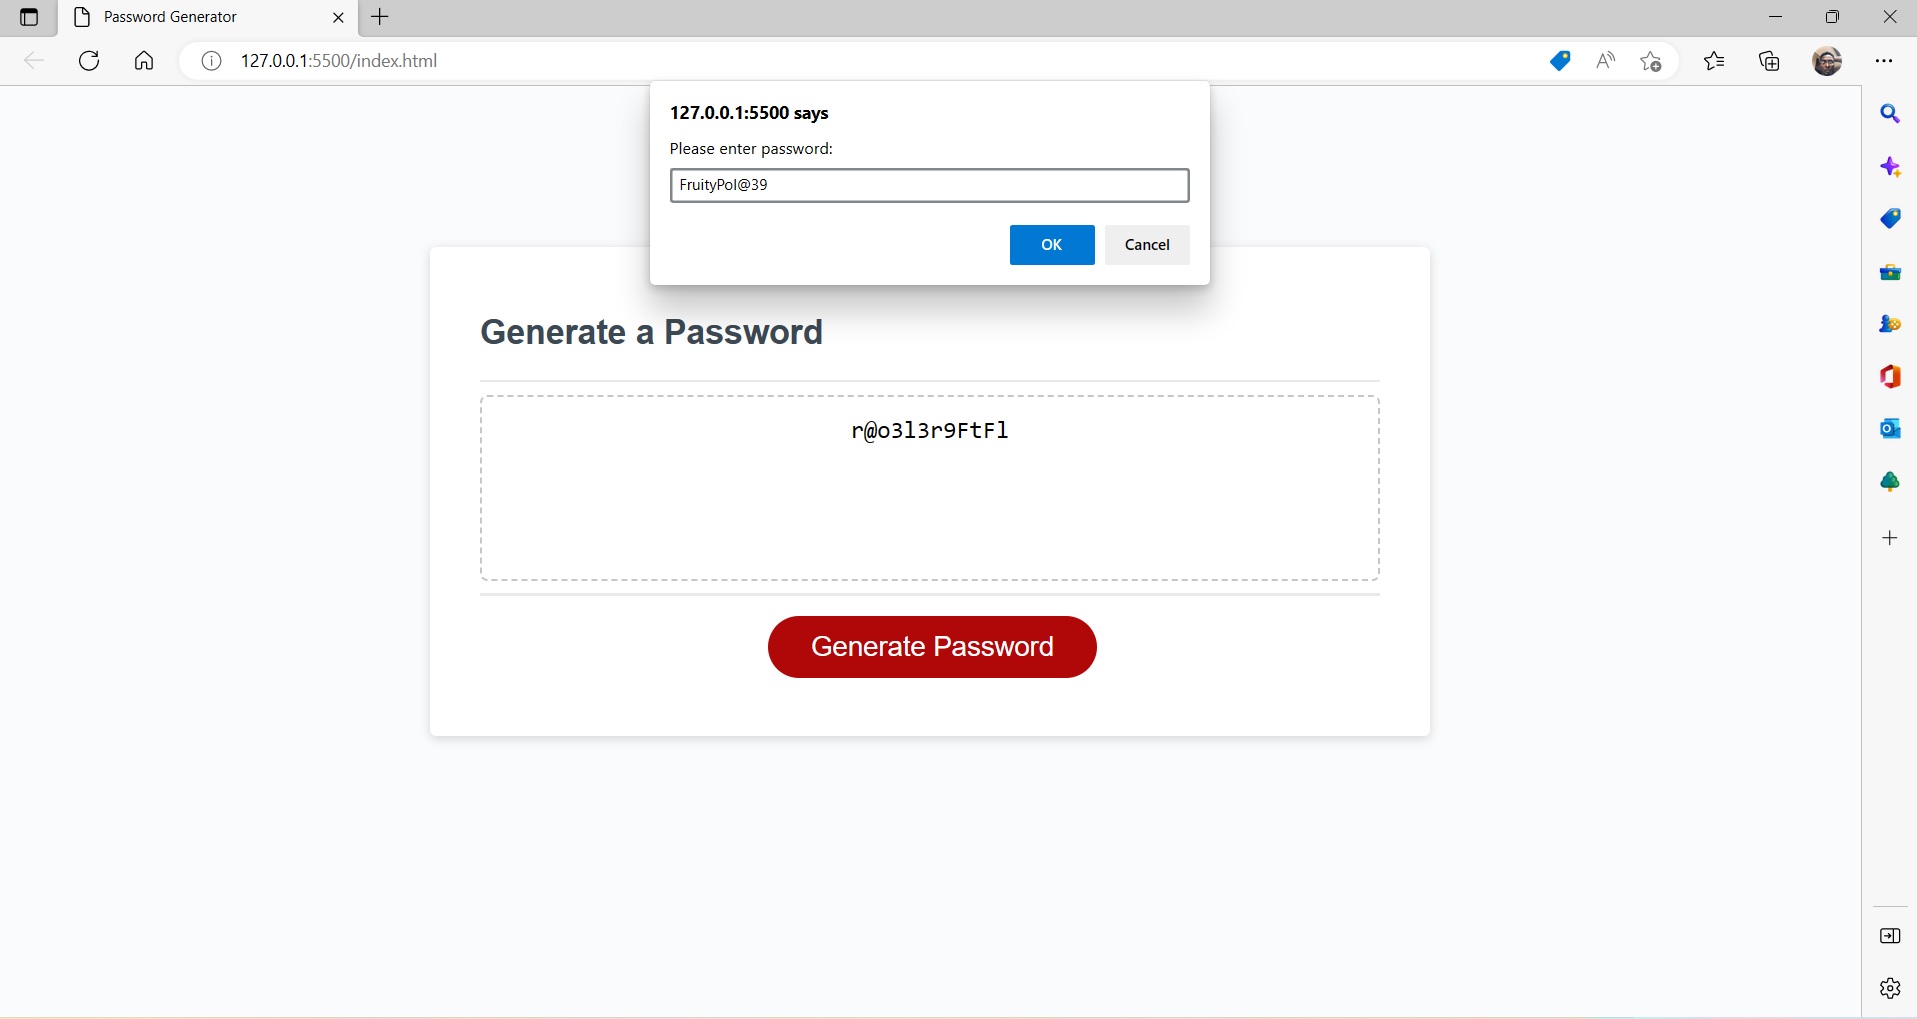 Password Generator
127.0.0.1:5500/index.html
127.0.0.1:5500 says
Please enter password:
FruityPol@39
OK
Cancel
Generate a Password
r@o3l3r9FtFl
Generate Password